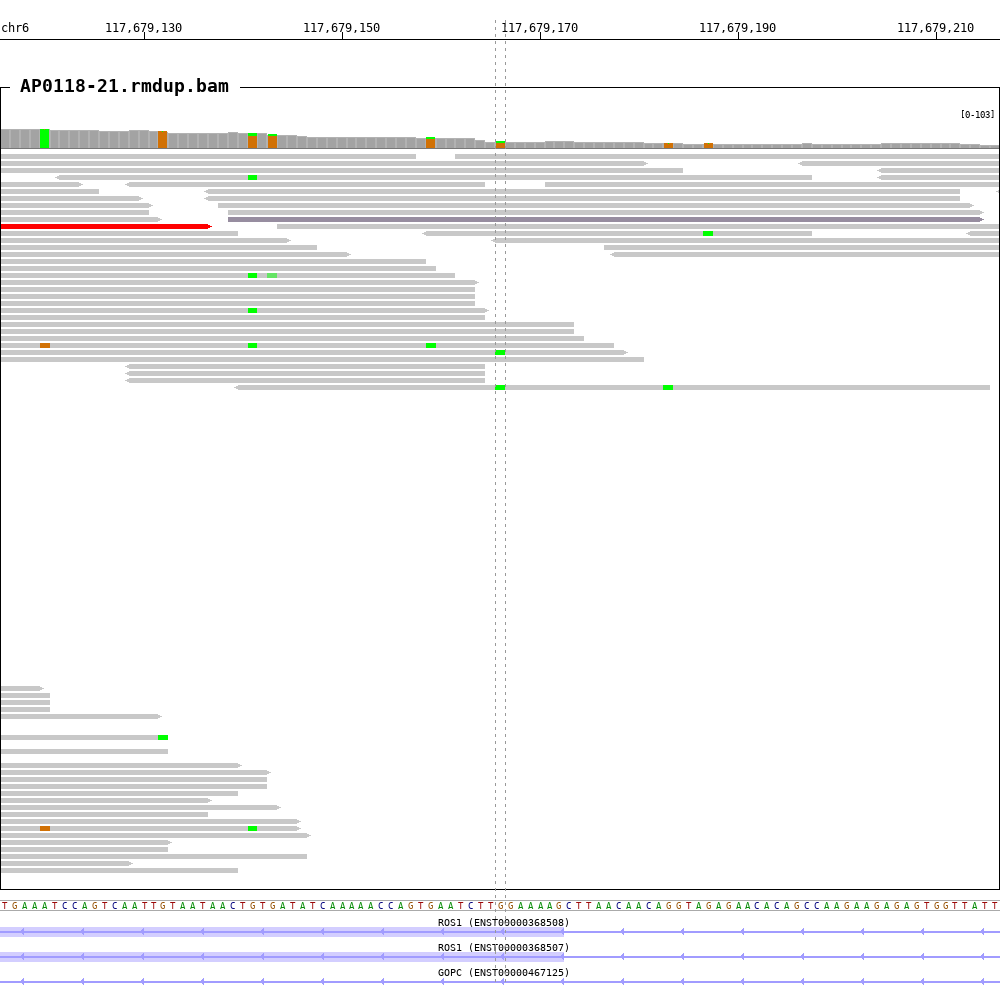 chr6 117,679,130 117,679,150 117,679,170 117,679,190 117,679,210
AP0118-21.rmdup.bam
[0-103]
TGAAATCCAGTCAATTGTAATAACTGTGATATCAAAAACCAGTGAATCTTGGAAAAGCTTAACAACAGGTAGAGAACACAGCCAAGAAGAGAGTGGTTATT
ROS1 (ENST00000368508)
ROS1 (ENST00000368507)
GOPC (ENST00000467125)